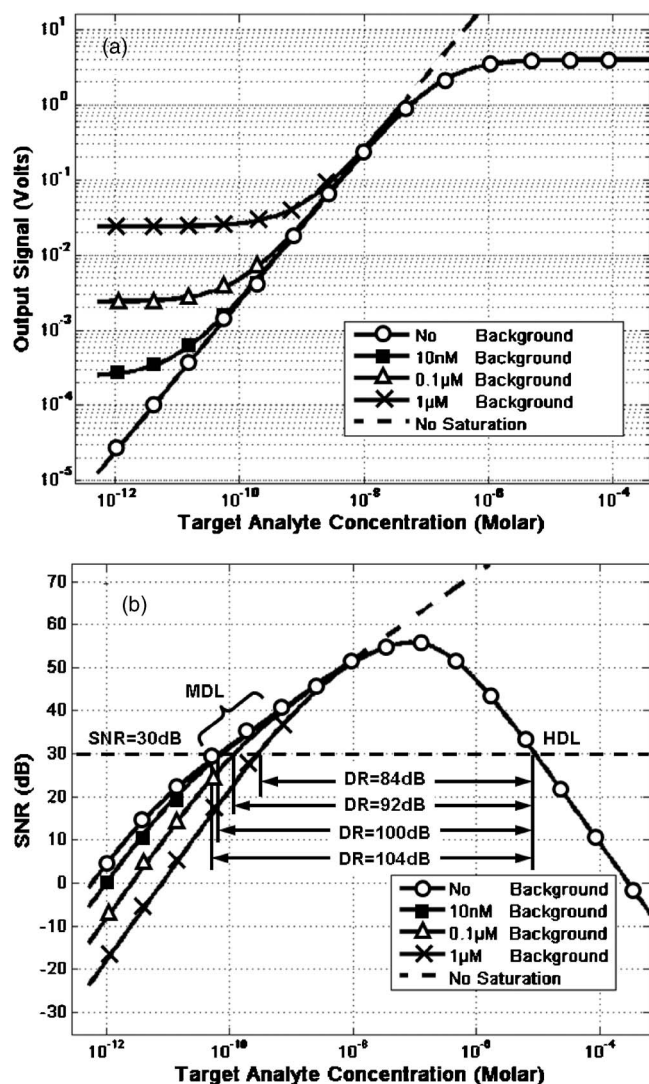 (a)
Output Signal (Volts)
10^1
10^0
10^-1
10^-2
10^-3
10^-4
10^-5
No Background
10nM Background
0.1µM Background
1µM Background
No Saturation
10^-12 10^-10 10^-8 10^-6 10^-4
Target Analyte Concentration (Molar)
(b)
SNR (dB)
70
60
50
40
30
20
10
0
-10
-20
-30
MDL
SNR=30dB
HDL
DR=84dB
DR=92dB
DR=100dB
DR=104dB
No Background
10nM Background
0.1µM Background
1µM Background
No Saturation
10^-12 10^-10 10^-8 10^-6 10^-4
Target Analyte Concentration (Molar)